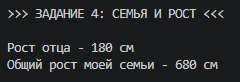 >>> ЗАДАНИЕ 4: СЕМЬЯ И РОСТ <<<
Рост отца - 180 см
Общий рост моей семьи - 680 см